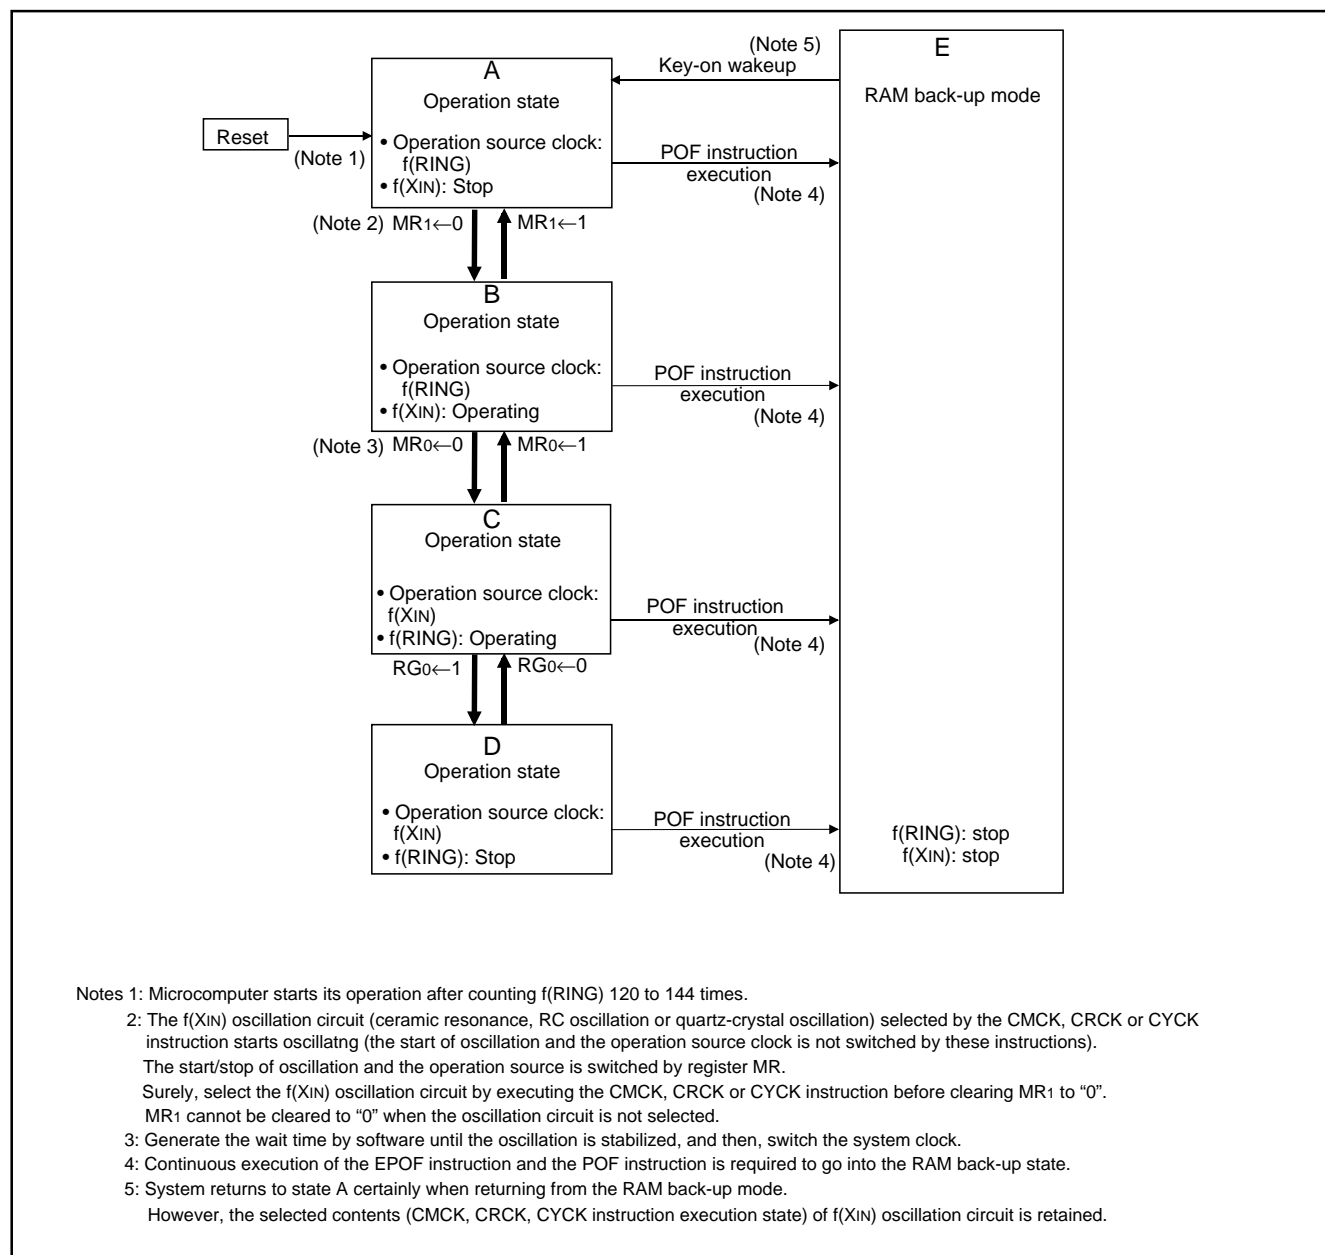 A
Operation state
• Operation source clock:
f(RING)
• f(XIN): Stop
Reset
(Note 1)
(Note 5)
Key-on wakeup
POF instruction
execution
(Note 4)
E
RAM back-up mode
(Note 2) MR1←0
MR1←1
B
Operation state
• Operation source clock:
f(RING)
• f(XIN): Operating
POF instruction
execution
(Note 4)
(Note 3) MR0←0
MR0←1
C
Operation state
• Operation source clock:
f(XIN)
• f(RING): Operating
POF instruction
execution
(Note 4)
RG0←1
RG0←0
D
Operation state
• Operation source clock:
f(XIN)
• f(RING): Stop
POF instruction
execution
(Note 4)
f(RING): stop
f(XIN): stop
Notes 1: Microcomputer starts its operation after counting f(RING) 120 to 144 times.
2: The f(XIN) oscillation circuit (ceramic resonance, RC oscillation or quartz-crystal oscillation) selected by the CMCK, CRCK or CYCK
instruction starts oscillatng (the start of oscillation and the operation source clock is not switched by these instructions).
The start/stop of oscillation and the operation source is switched by register MR.
Surely, select the f(XIN) oscillation circuit by executing the CMCK, CRCK or CYCK instruction before clearing MR1 to “0”.
MR1 cannot be cleared to “0” when the oscillation circuit is not selected.
3: Generate the wait time by software until the oscillation is stabilized, and then, switch the system clock.
4: Continuous execution of the EPOF instruction and the POF instruction is required to go into the RAM back-up state.
5: System returns to state A certainly when returning from the RAM back-up mode.
However, the selected contents (CMCK, CRCK, CYCK instruction execution state) of f(XIN) oscillation circuit is retained.